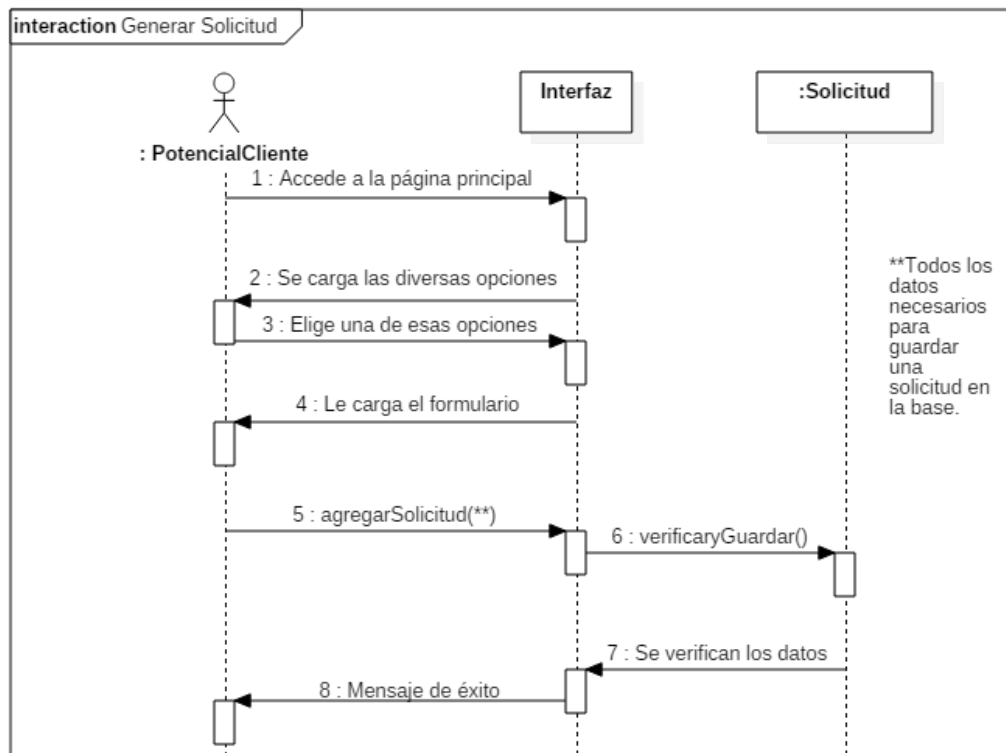 interaction Generar Solicitud
Interfaz
:Solicitud
: PotencialCliente
1 : Accede a la página principal
2 : Se carga las diversas opciones
3 : Elige una de esas opciones
4 : Le carga el formulario
**Todos los
datos
necesarios
para
guardar
una
solicitud en
la base.
5 : agregarSolicitud(**)
6 : verificaryGuardar()
7 : Se verifican los datos
8 : Mensaje de éxito